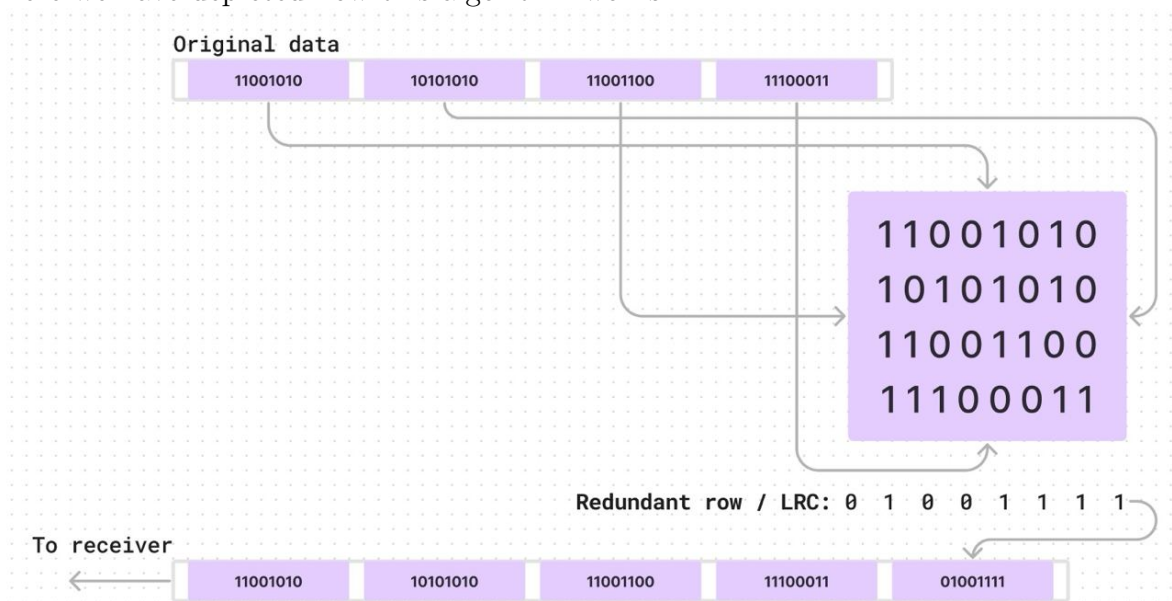 Original data
11001010 10101010 11001100 11100011
11001010
10101010
11001100
11100011
Redundant row / LRC: 0 1 0 0 1 1 1 1
To receiver
11001010 10101010 11001100 11100011 01001111